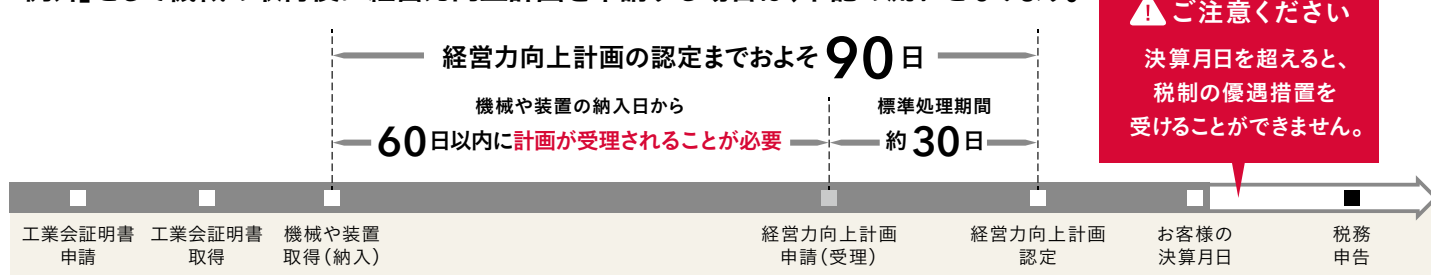 ご注意ください
経営力向上計画の認定までおよそ90日
決算月日を超えると、
税制の優遇措置を
受けることができません。
機械や装置の納入日から
60日以内に計画が受理されることが必要
標準処理期間
約30日
工業会証明書
申請
工業会証明書
取得
機械や装置
取得(納入)
経営力向上計画
申請(受理)
経営力向上計画
認定
お客様の
決算月日
税務
申告